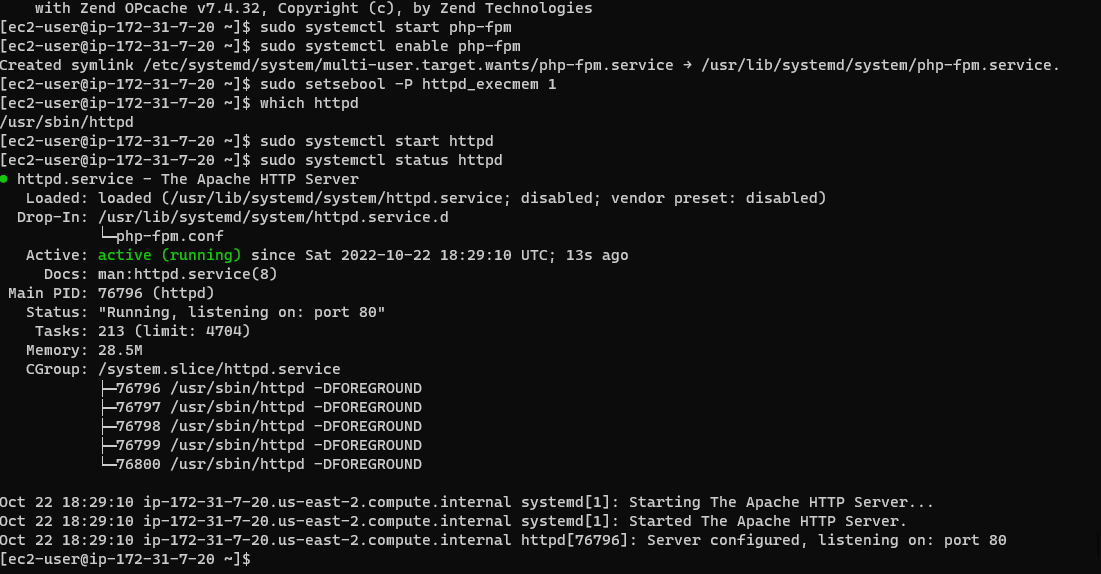 with Zend OPcache v7.4.32, Copyright (c), by Zend Technologies
[ec2-user@ip-172-31-7-20 ~]$ sudo systemctl start php-fpm
[ec2-user@ip-172-31-7-20 ~]$ sudo systemctl enable php-fpm
Created symlink /etc/systemd/system/multi-user.target.wants/php-fpm.service → /usr/lib/systemd/system/php-fpm.service.
[ec2-user@ip-172-31-7-20 ~]$ sudo setsebool -P httpd_execmem 1
[ec2-user@ip-172-31-7-20 ~]$ which httpd
/usr/sbin/httpd
[ec2-user@ip-172-31-7-20 ~]$ sudo systemctl start httpd
[ec2-user@ip-172-31-7-20 ~]$ sudo systemctl status httpd
● httpd.service - The Apache HTTP Server
   Loaded: loaded (/usr/lib/systemd/system/httpd.service; disabled; vendor preset: disabled)
  Drop-In: /usr/lib/systemd/system/httpd.service.d
           └─php-fpm.conf
   Active: active (running) since Sat 2022-10-22 18:29:10 UTC; 13s ago
     Docs: man:httpd.service(8)
 Main PID: 76796 (httpd)
   Status: "Running, listening on: port 80"
    Tasks: 213 (limit: 4704)
   Memory: 28.5M
   CGroup: /system.slice/httpd.service
           ├─76796 /usr/sbin/httpd -DFOREGROUND
           ├─76797 /usr/sbin/httpd -DFOREGROUND
           ├─76798 /usr/sbin/httpd -DFOREGROUND
           ├─76799 /usr/sbin/httpd -DFOREGROUND
           └─76800 /usr/sbin/httpd -DFOREGROUND
Oct 22 18:29:10 ip-172-31-7-20.us-east-2.compute.internal systemd[1]: Starting The Apache HTTP Server...
Oct 22 18:29:10 ip-172-31-7-20.us-east-2.compute.internal systemd[1]: Started The Apache HTTP Server.
Oct 22 18:29:10 ip-172-31-7-20.us-east-2.compute.internal httpd[76796]: Server configured, listening on: port 80
[ec2-user@ip-172-31-7-20 ~]$